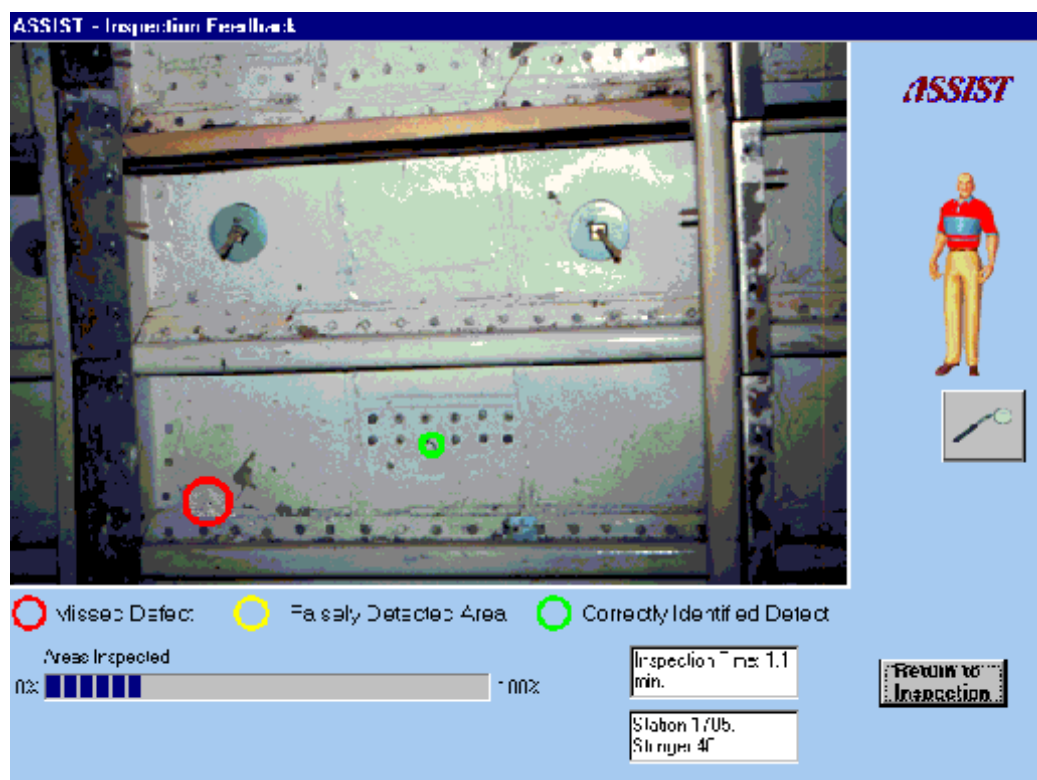 ASSIST - Inspection Feedback
ASSIST
Missed Defect
Falsely Detected Area
Correctly Identified Defect
Areas Inspected
0%
100%
Inspection Time: 1.1
min.
Return to
Inspection
Station 1705,
Stringer